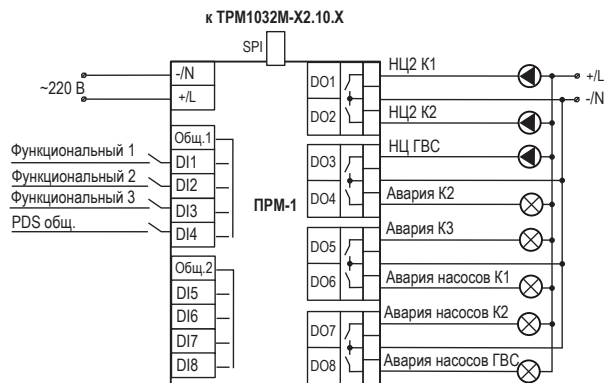 к ТРМ1032М-Х2.10.Х
SPI
~220 В
-/N
+/L
Общ.1
Функциональный 1
DI1
Функциональный 2
DI2
Функциональный 3
DI3
PDS общ.
DI4
Общ.2
DI5
DI6
DI7
DI8
ПРМ-1
DO1
НЦ2 К1
+/L
-/N
DO2
НЦ2 К2
DO3
НЦ ГВС
DO4
Авария К2
DO5
Авария К3
DO6
Авария насосов К1
DO7
Авария насосов К2
DO8
Авария насосов ГВС